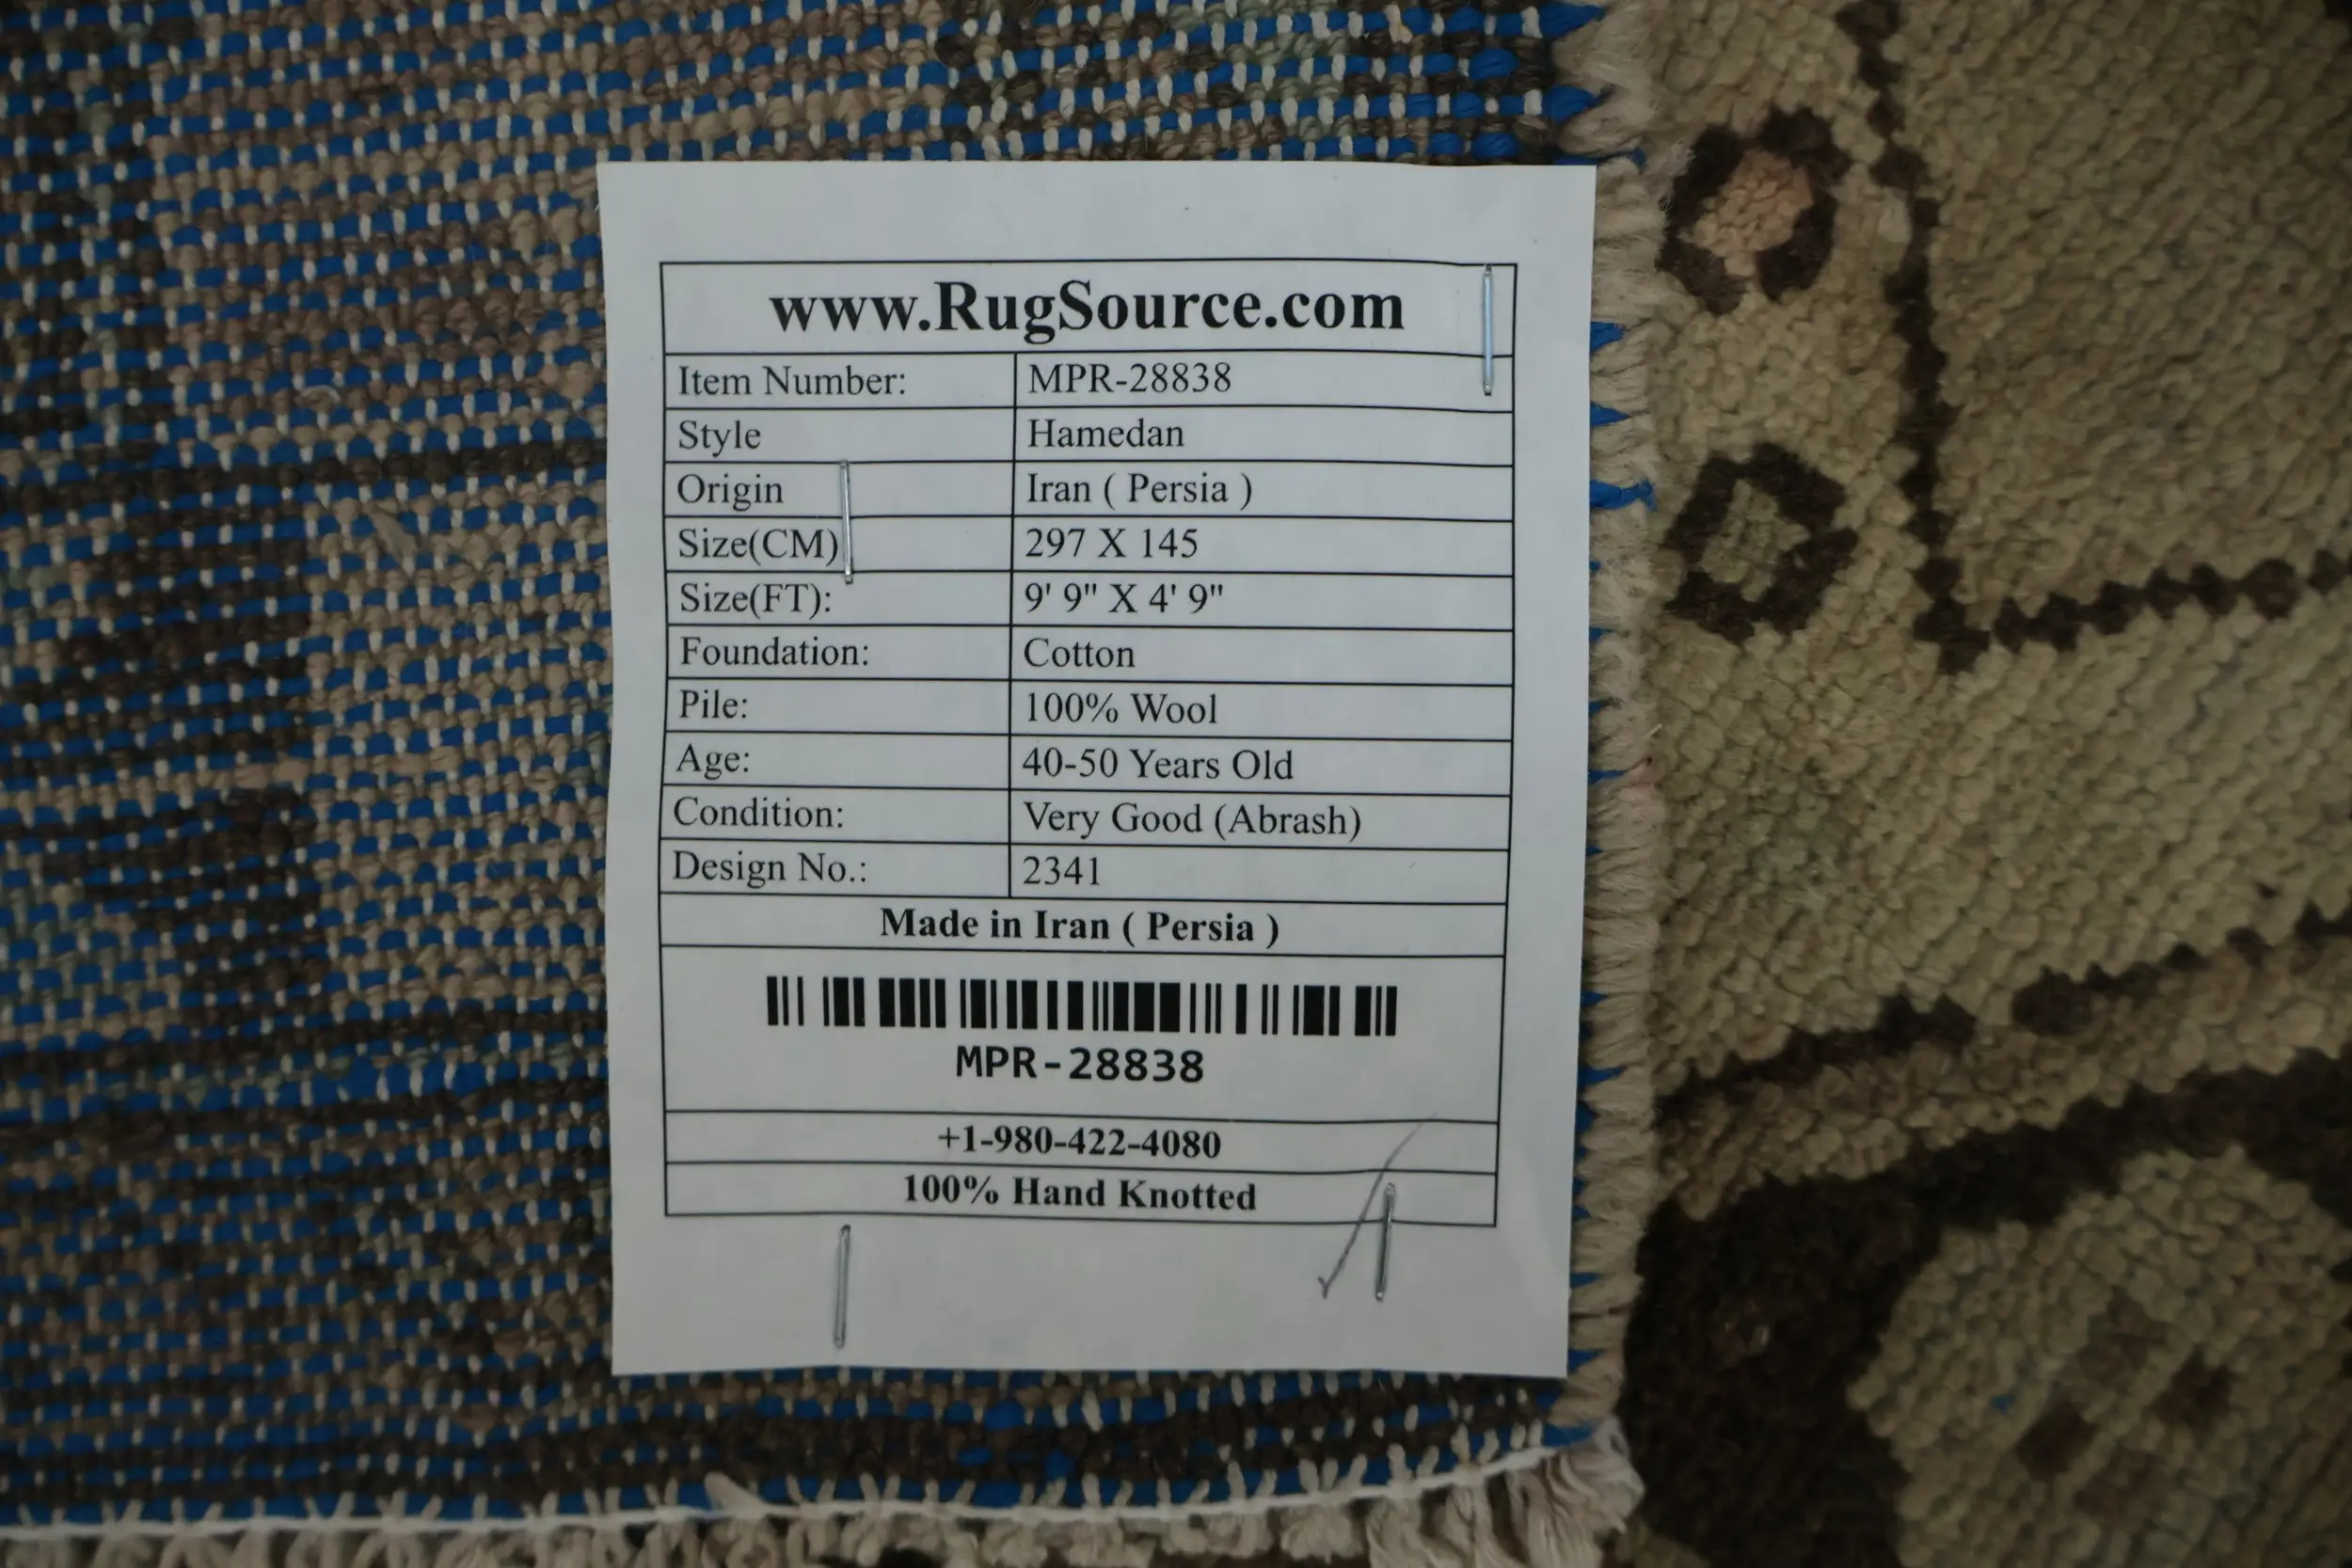 www.RugSource.com
Item Number: MPR-28838
Style Hamedan
Origin Iran ( Persia )
Size(CM) 297 X 145
Size(FT): 9' 9" X 4' 9"
Foundation: Cotton
Pile: 100% Wool
Age: 40-50 Years Old
Condition: Very Good (Abrash)
Design No.: 2341
Made in Iran ( Persia )
MPR-28838
+1-980-422-4080
100% Hand Knotted